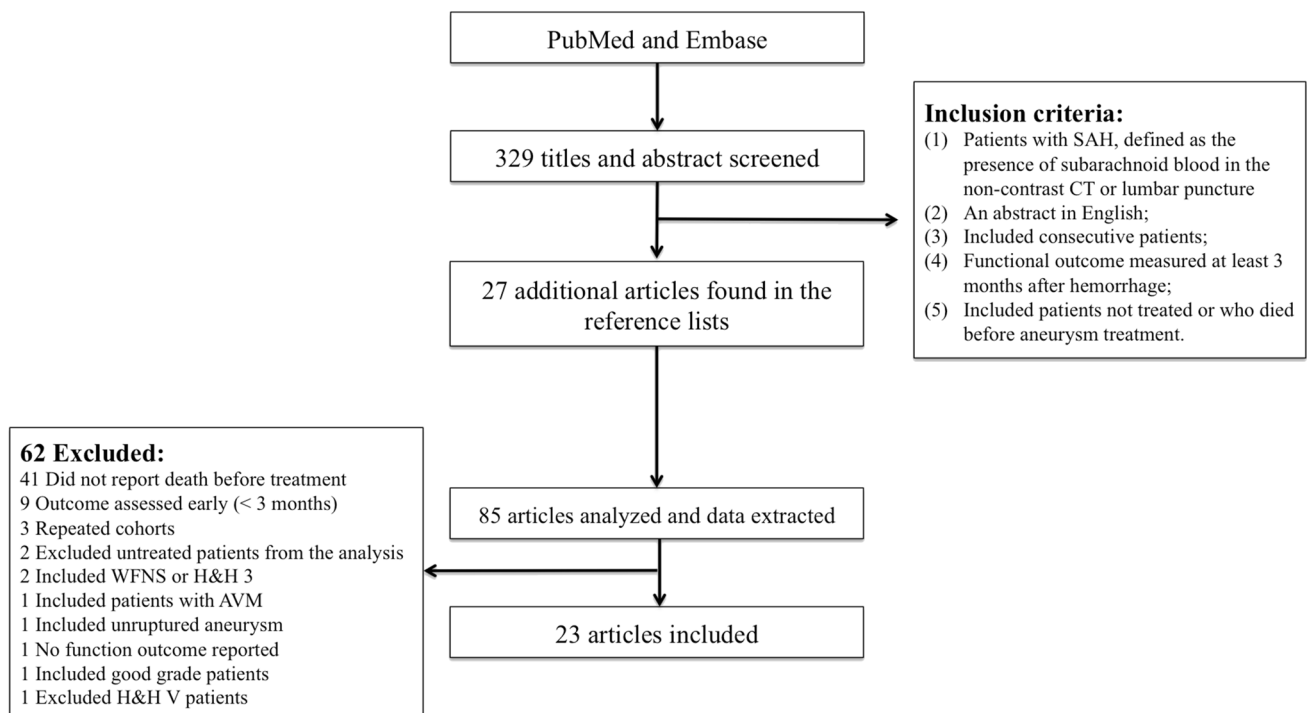 PubMed and Embase
329 titles and abstract screened
Inclusion criteria:
(1) Patients with SAH, defined as the
presence of subarachnoid blood in the
non-contrast CT or lumbar puncture
(2) An abstract in English;
(3) Included consecutive patients;
(4) Functional outcome measured at least 3
months after hemorrhage;
(5) Included patients not treated or who died
before aneurysm treatment.
27 additional articles found in the
reference lists
85 articles analyzed and data extracted
62 Excluded:
41 Did not report death before treatment
9 Outcome assessed early (< 3 months)
3 Repeated cohorts
2 Excluded untreated patients from the analysis
2 Included WFNS or H&H 3
1 Included patients with AVM
1 Included unruptured aneurysm
1 No function outcome reported
1 Included good grade patients
1 Excluded H&H V patients
23 articles included